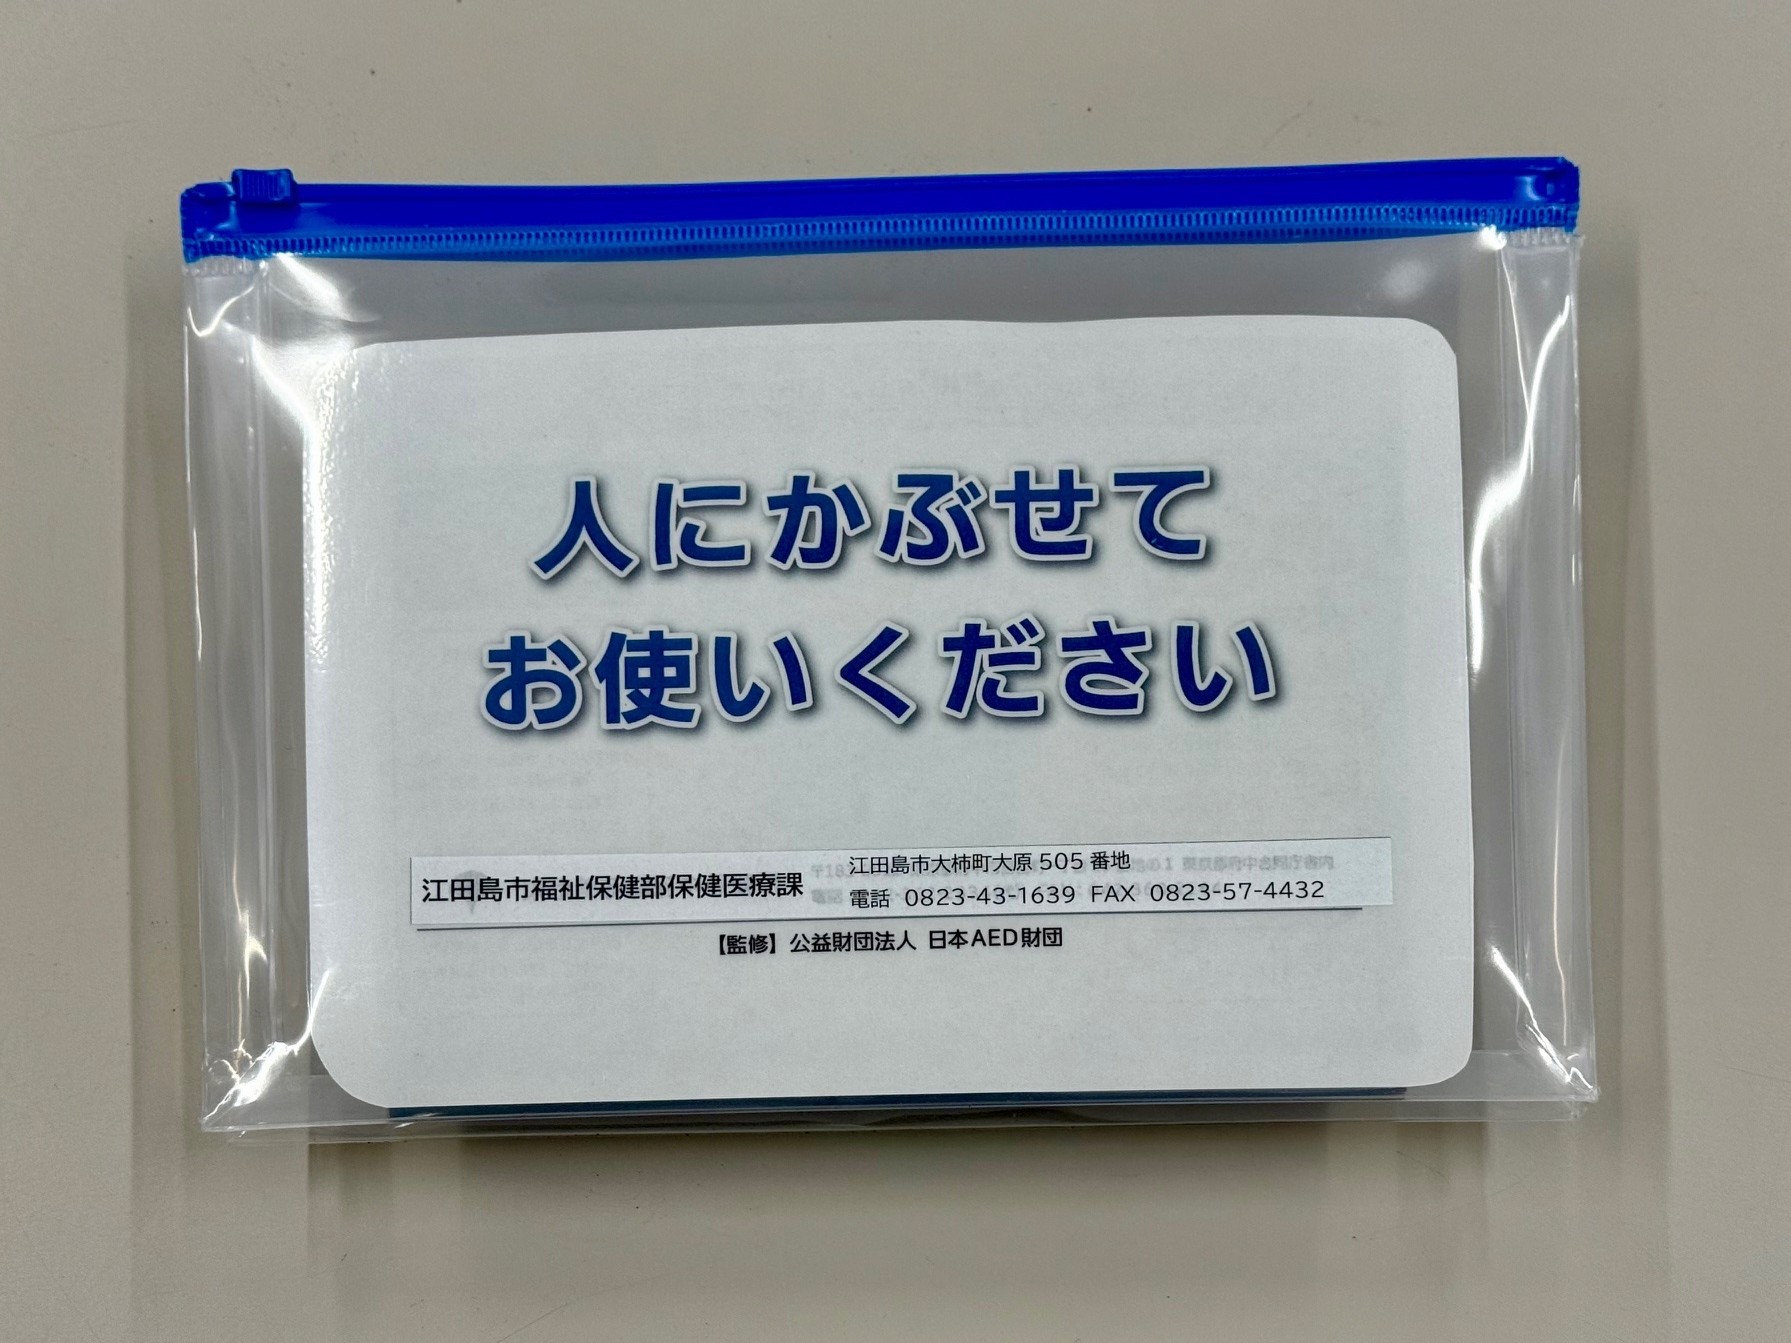 人にかぶせて
お使いください
江田島市福祉保健部保健医療課
江田島市大柿町大原 505 番地
電話 0823-43-1639 FAX 0823-57-4432
【監修】公益財団法人 日本AED財団